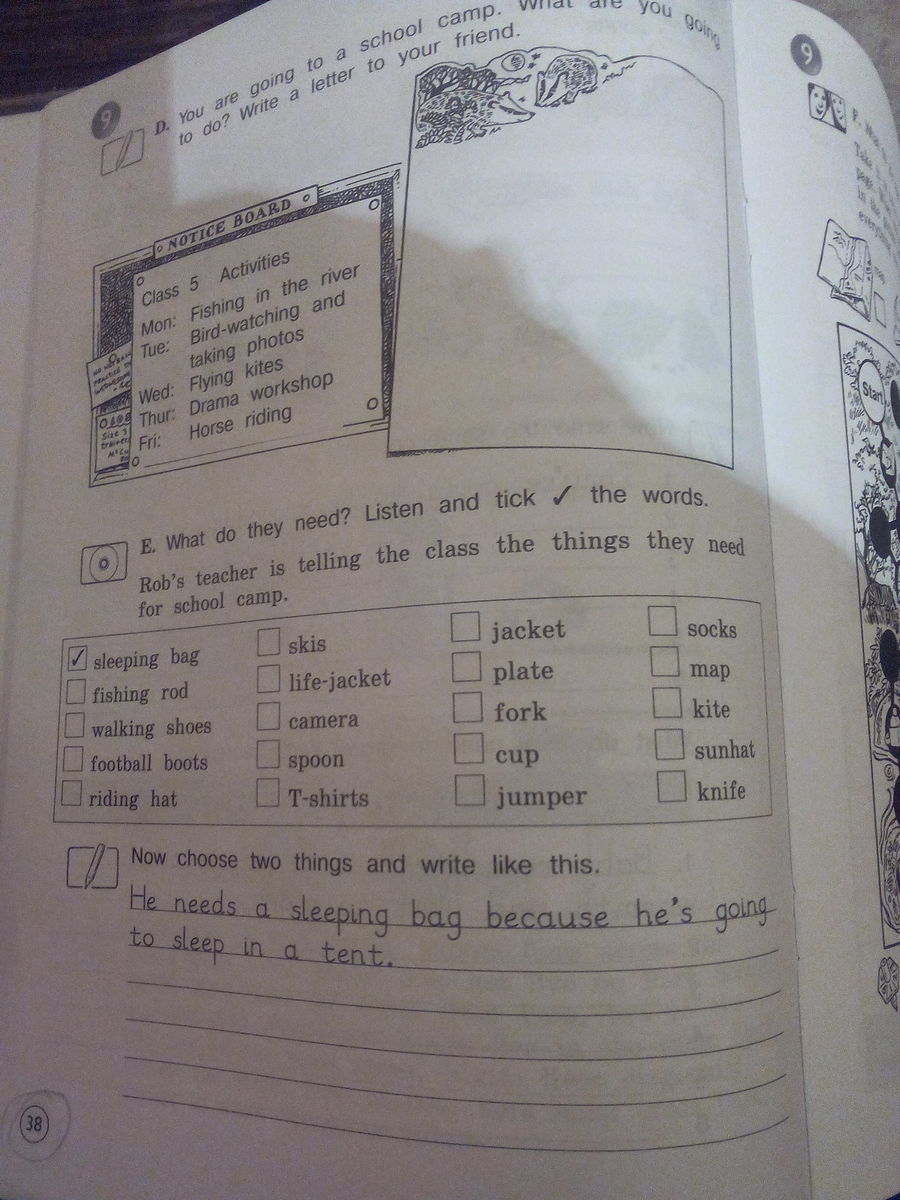 9
D. You are going to a school camp. What are you going
to do? Write a letter to your friend.
NOTICE BOARD
Class 5 Activities
Mon: Fishing in the river
Tue: Bird-watching and
taking photos
Wed: Flying kites
Thur: Drama workshop
Fri: Horse riding
E. What do they need? Listen and tick ✓ the words.
Rob's teacher is telling the class the things they need
for school camp.
✓ sleeping bag
fishing rod
walking shoes
football boots
riding hat
skis
life-jacket
camera
spoon
T-shirts
jacket
plate
fork
cup
jumper
socks
map
kite
sunhat
knife
Now choose two things and write like this.
He needs a sleeping bag because he's going
to sleep in a tent.
38
9
Start